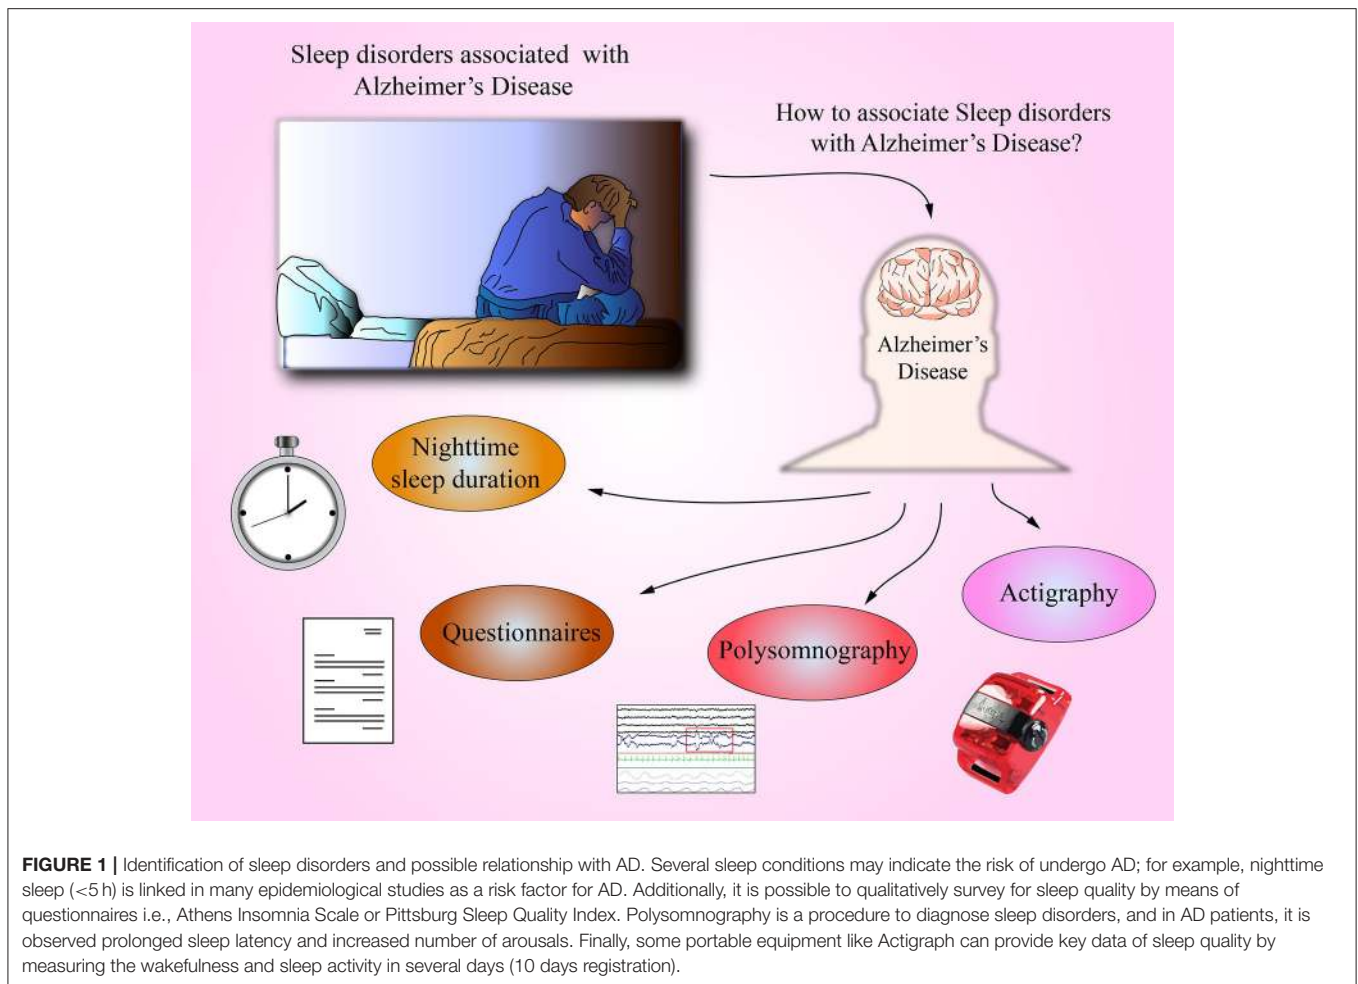 Sleep disorders associated with
Alzheimer’s Disease
How to associate Sleep disorders
with Alzheimer’s Disease?
Alzheimer’s
Disease
Nighttime
sleep duration
Actigraphy
Questionnaires
Polysomnography
FIGURE 1 | Identification of sleep disorders and possible relationship with AD. Several sleep conditions may indicate the risk of undergo AD; for example, nighttime
sleep (<5 h) is linked in many epidemiological studies as a risk factor for AD. Additionally, it is possible to qualitatively survey for sleep quality by means of
questionnaires i.e., Athens Insomnia Scale or Pittsburg Sleep Quality Index. Polysomnography is a procedure to diagnose sleep disorders, and in AD patients, it is
observed prolonged sleep latency and increased number of arousals. Finally, some portable equipment like Actigraph can provide key data of sleep quality by
measuring the wakefulness and sleep activity in several days (10 days registration).